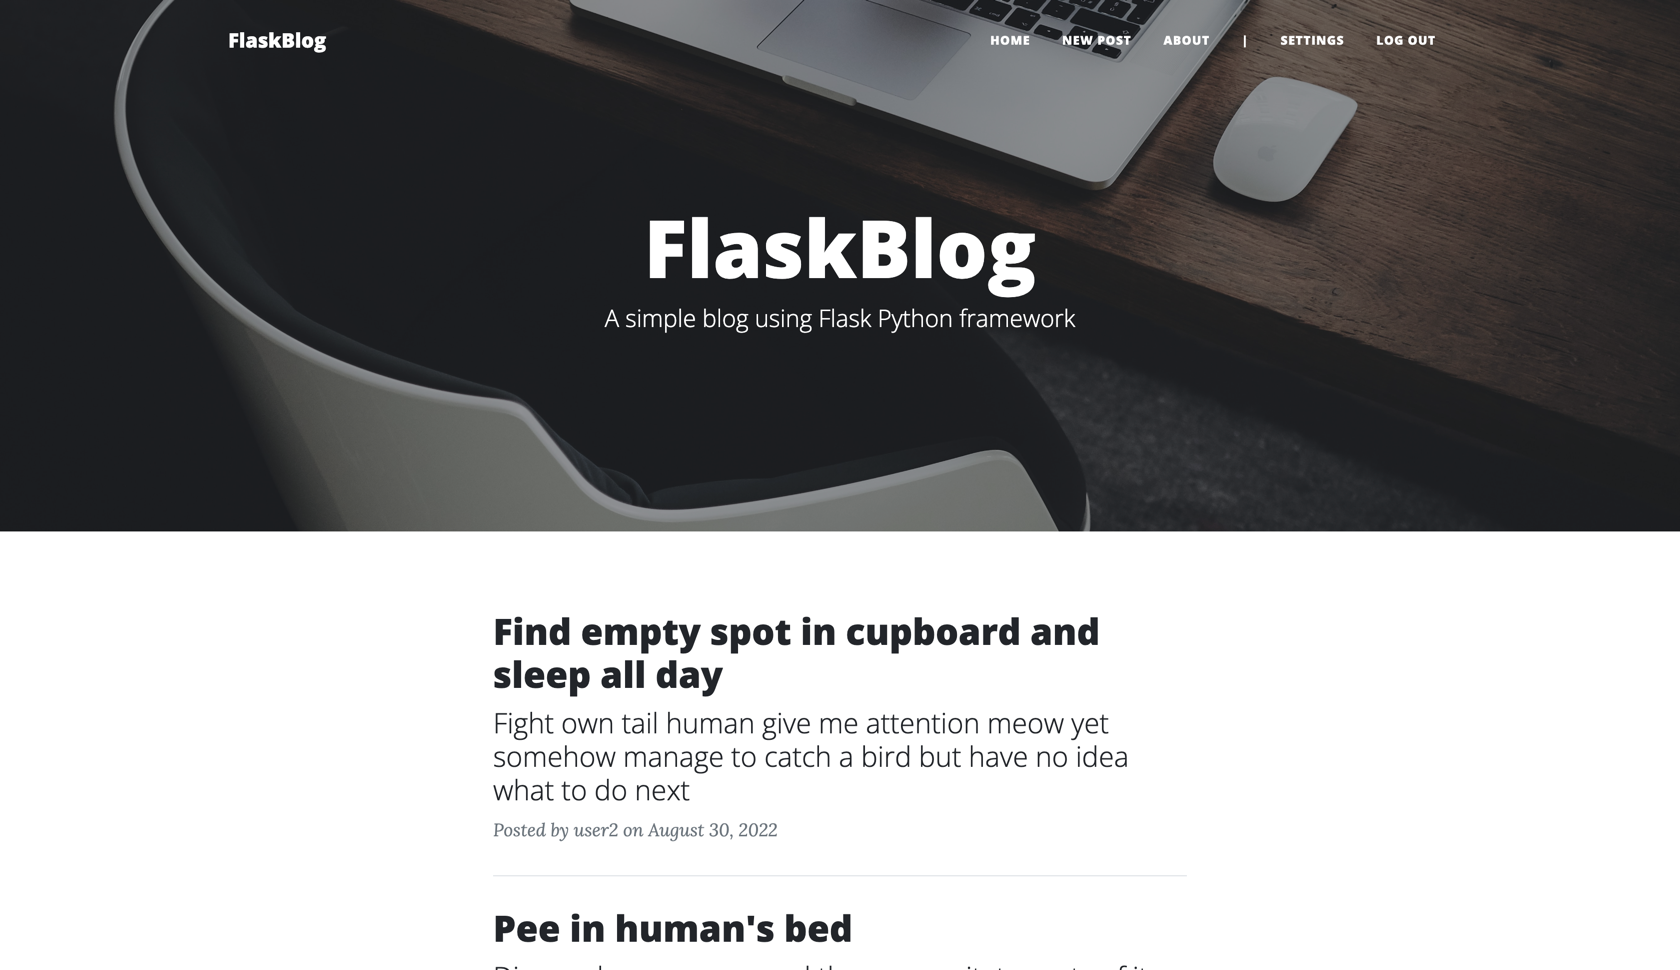 FlaskBlog
HOME NEW POST ABOUT | SETTINGS LOG OUT
FlaskBlog
A simple blog using Flask Python framework
Find empty spot in cupboard and
sleep all day
Fight own tail human give me attention meow yet
somehow manage to catch a bird but have no idea
what to do next
Posted by user2 on August 30, 2022
Pee in human's bed